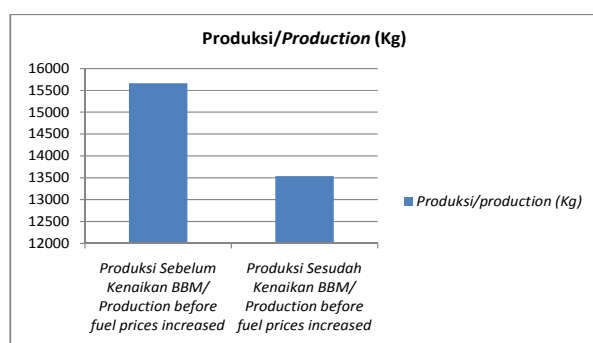 Produksi/Production (Kg)
16000
15500
15000
14500
14000
13500
13000
12500
12000
Produksi/production (Kg)
Produksi Sebelum
Kenaikan BBM/
Production before
fuel prices increased
Produksi Sesudah
Kenaikan BBM/
Production before
fuel prices increased